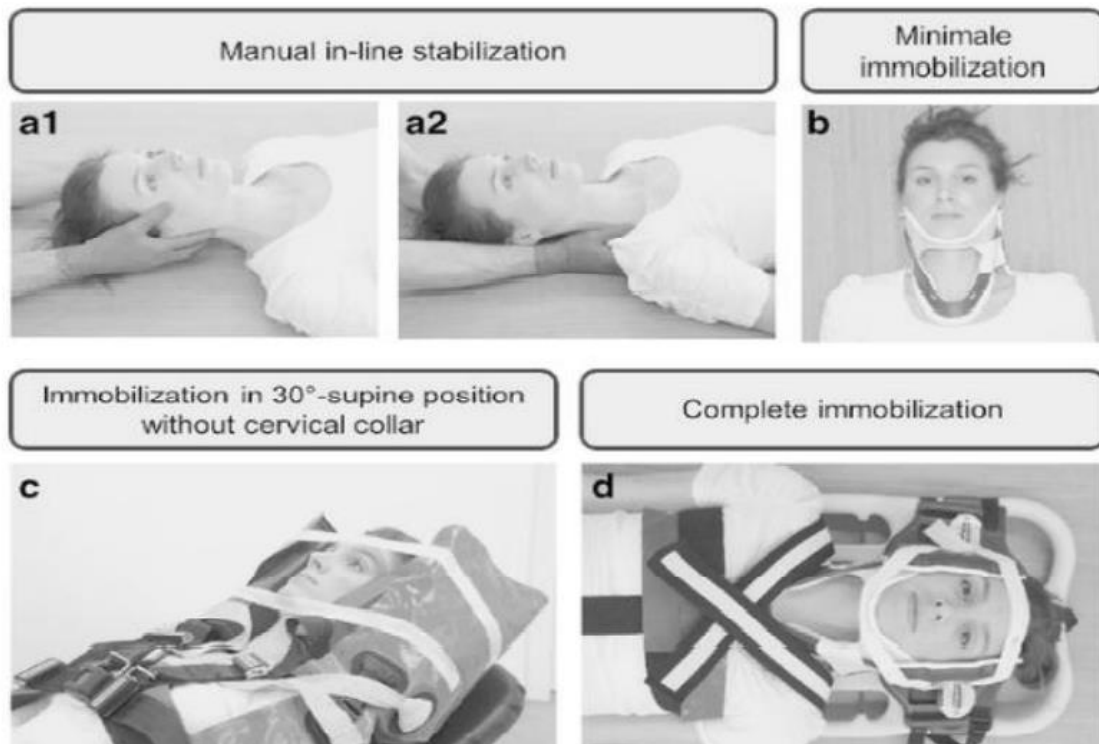 Manual in-line stabilization
Minimale
immobilization
a1
a2
b
Immobilization in 30°-supine position
without cervical collar
Complete immobilization
c
d